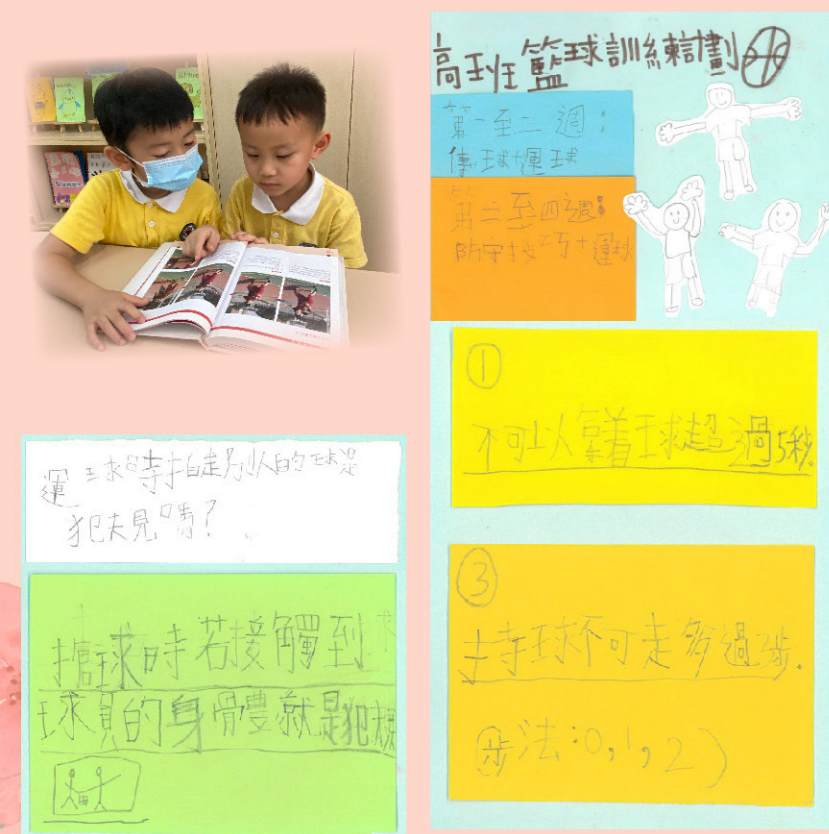 高班籃球訓練計劃
第一至二週:
傳球+運球
第三至四週:
防守技巧+運球
①
不可以拿着球超過5秒.
運球時拍走別人的球是
犯規嗎?
搶球時若接觸到
球員的身體就是犯規
③
持球不可走多過2步.
步法:0,1,2)